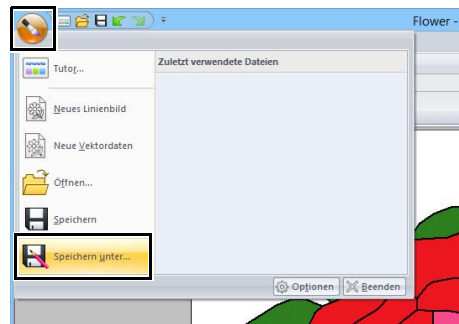 Flower -
Tutor...
Zuletzt verwendete Dateien
Neues Linienbild
Neue Vektordaten
Öffnen...
Speichern
Speichern unter...
Optionen
Beenden